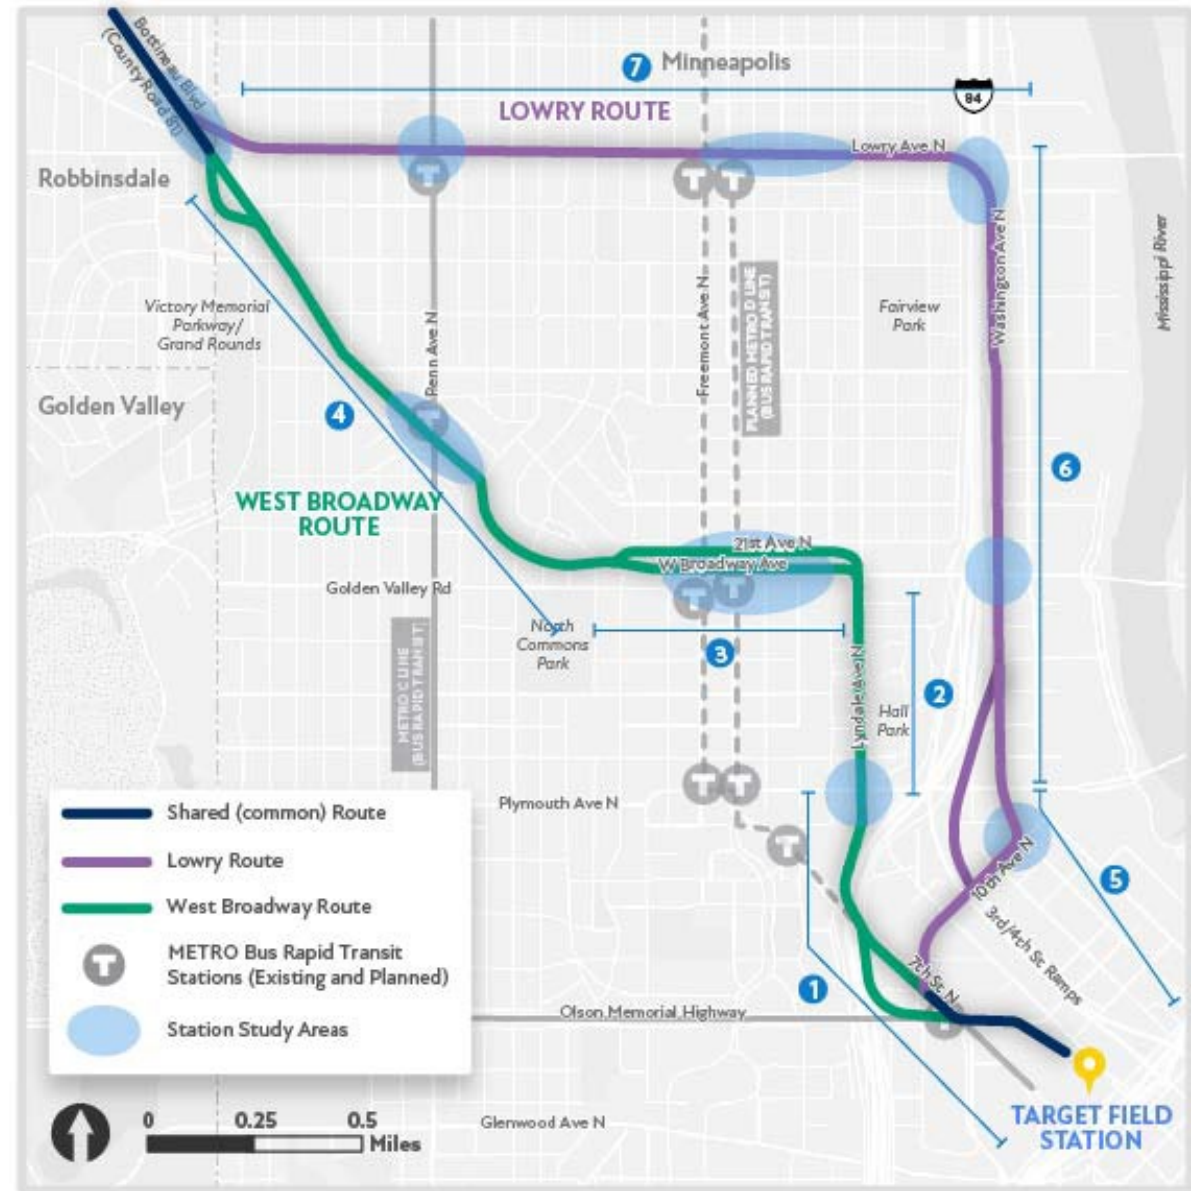 Bottineau Blvd
(County Road 81)
7
Minneapolis
94
LOWRY ROUTE
Lowry Ave N
Robbinsdale
Washington Ave N
Mississippi River
Victory Memorial
Parkway/
Grand Rounds
Penn Ave N
Freemont Ave N
PLANNED METRO D LINE
(BUS RAPID TRANSIT)
Fairview
Park
Golden Valley
4
6
WEST BROADWAY
ROUTE
21st Ave N
W Broadway Ave
T
T
T
T
T
T
Golden Valley Rd
North
Commons
Park
3
METRO C LINE
(BUS RAPID TRANSIT)
Lyndale Ave N
2
Hall
Park
T
T
Plymouth Ave N
T
10th Ave N
5
3rd/4th St Ramps
7th St N
1
Olson Memorial Highway
Shared (common) Route
Lowry Route
West Broadway Route
T
METRO Bus Rapid Transit
Stations (Existing and Planned)
Station Study Areas
0 0.25 0.5
Miles
Glenwood Ave N
TARGET FIELD
STATION